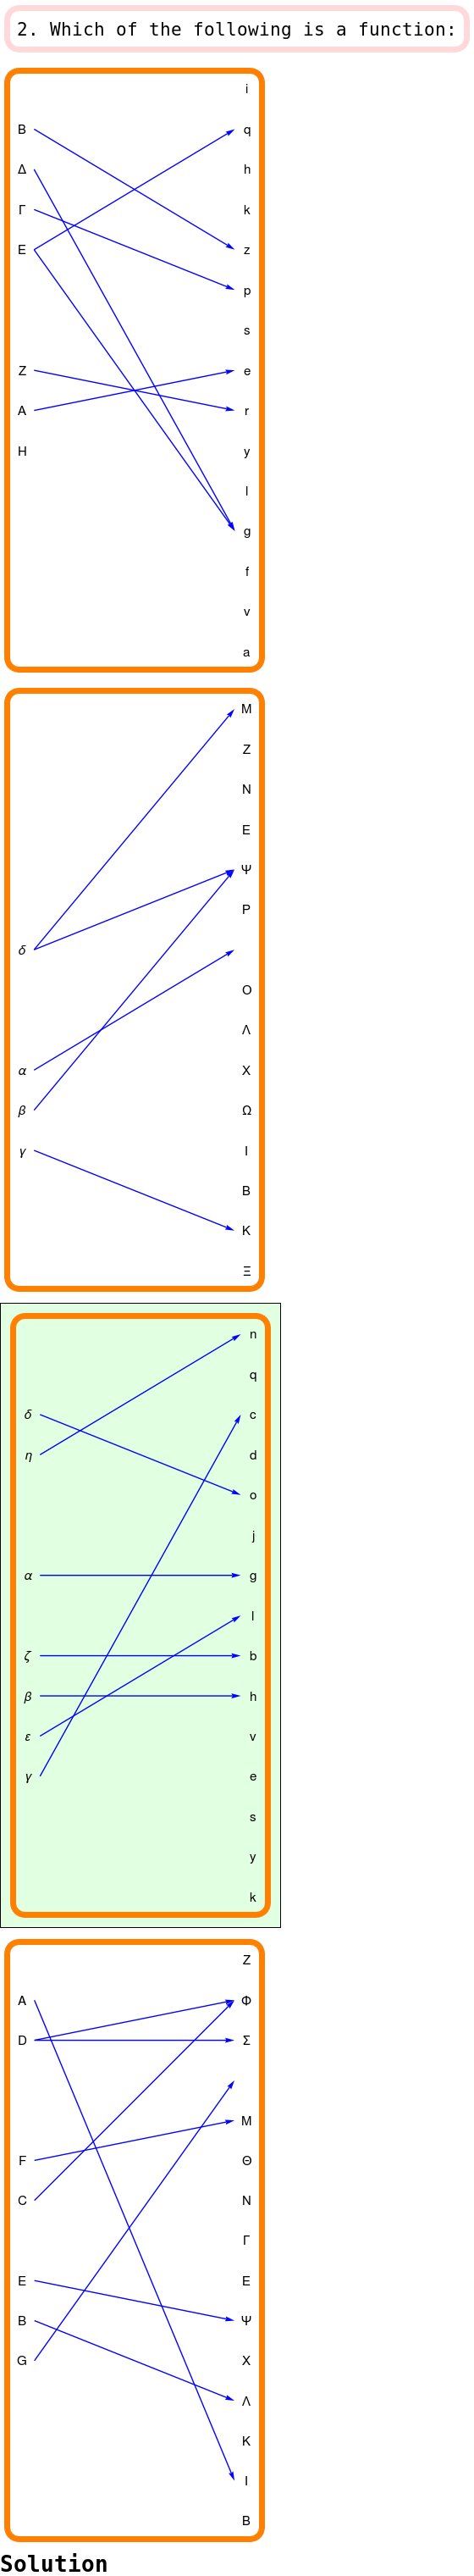 2. Which of the following is a function:
i
Β q
Δ h
Γ k
Ε z
p
s
Ζ e
Α r
Η y
l
g
f
v
a
Μ
Ζ
Ν
Ε
Ψ
Ρ
δ
Ο
Λ
α Χ
β Ω
γ Ι
Β
Κ
Ξ
n
q
δ c
η d
o
j
α g
l
ζ b
β h
ε v
γ e
s
y
k
Ζ
A Φ
D Σ
Μ
F Θ
C Ν
Γ
E Ε
B Ψ
G Χ
Λ
Κ
Ι
Β
Solution